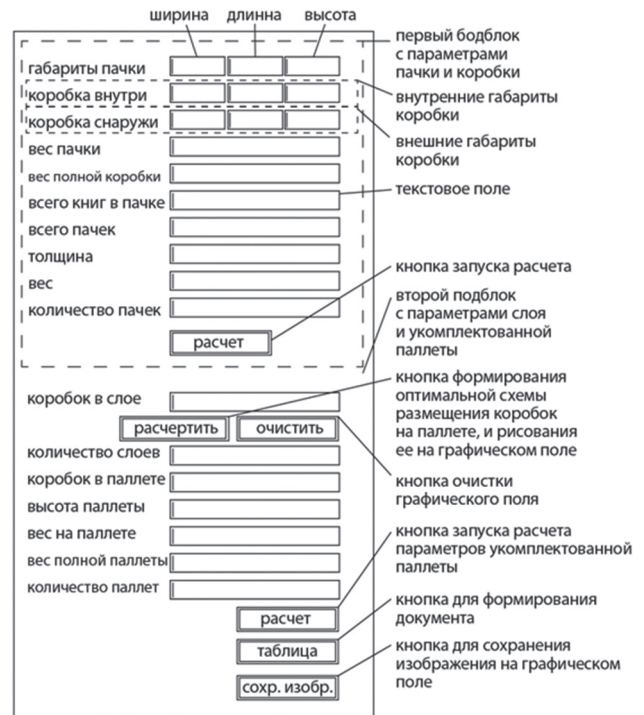 ширина длинна высота
габариты пачки
коробка внутри
коробка снаружи
вес пачки
вес полной коробки
всего книг в пачке
всего пачек
толщина
вес
количество пачек
расчет
коробок в слое
расчертить очистить
количество слоев
коробок в паллете
высота паллеты
вес на паллете
вес полной паллеты
количество паллет
расчет
таблица
сохр. изобр.
первый бодблок
с параметрами
пачки и коробки
внутренние габариты
коробки
внешние габариты
коробки
текстовое поле
кнопка запуска расчета
второй подблок
с параметрами слоя
и укомплектованной
паллеты
кнопка формирования
оптимальной схемы
размещения коробок
на паллете, и рисования
ее на графическом поле
кнопка очистки
графического поля
кнопка запуска расчета
параметров укомплектованной
паллеты
кнопка для формирования
документа
кнопка для сохранения
изображения на графическом
поле